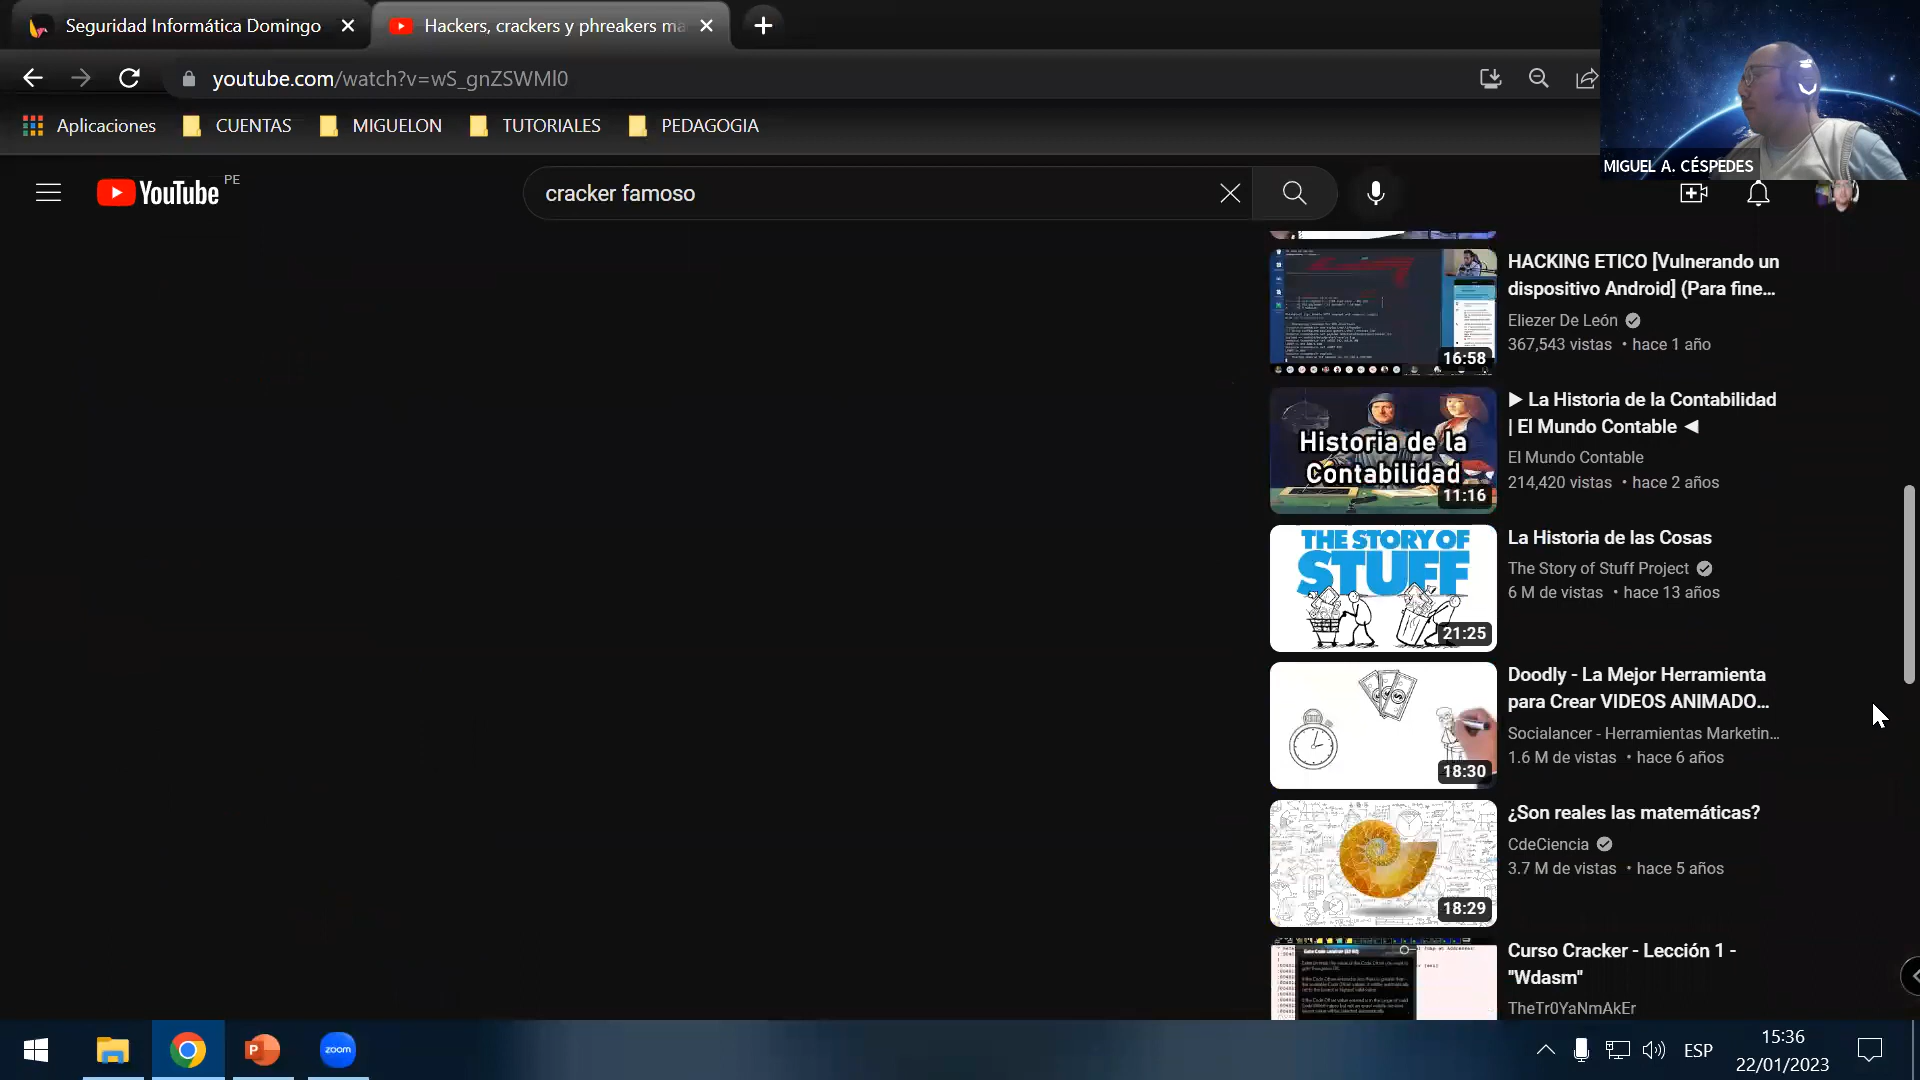 Seguridad Informática Domingo
Hackers, crackers y phreakers ma
youtube.com/watch?v=wS_gnZSWMl0
Aplicaciones
CUENTAS
MIGUELON
TUTORIALES
PEDAGOGIA
MIGUEL A. CÉSPEDES
YouTube PE
cracker famoso
HACKING ETICO [Vulnerando un
dispositivo Android] (Para fine...
Eliezer De León
367,543 vistas • hace 1 año
16:58
► La Historia de la Contabilidad
| El Mundo Contable ◄
El Mundo Contable
214,420 vistas • hace 2 años
Historia de la
Contabilidad
11:16
La Historia de las Cosas
The Story of Stuff Project
6 M de vistas • hace 13 años
THE STORY OF
STUFF
21:25
Doodly - La Mejor Herramienta
para Crear VIDEOS ANIMADO...
Socialancer - Herramientas Marketin...
1.6 M de vistas • hace 6 años
18:30
¿Son reales las matemáticas?
CdeCiencia
3.7 M de vistas • hace 5 años
18:29
Curso Cracker - Lección 1 -
"Wdasm"
TheTr0YaNmAkEr
zoom
ESP
15:36
22/01/2023